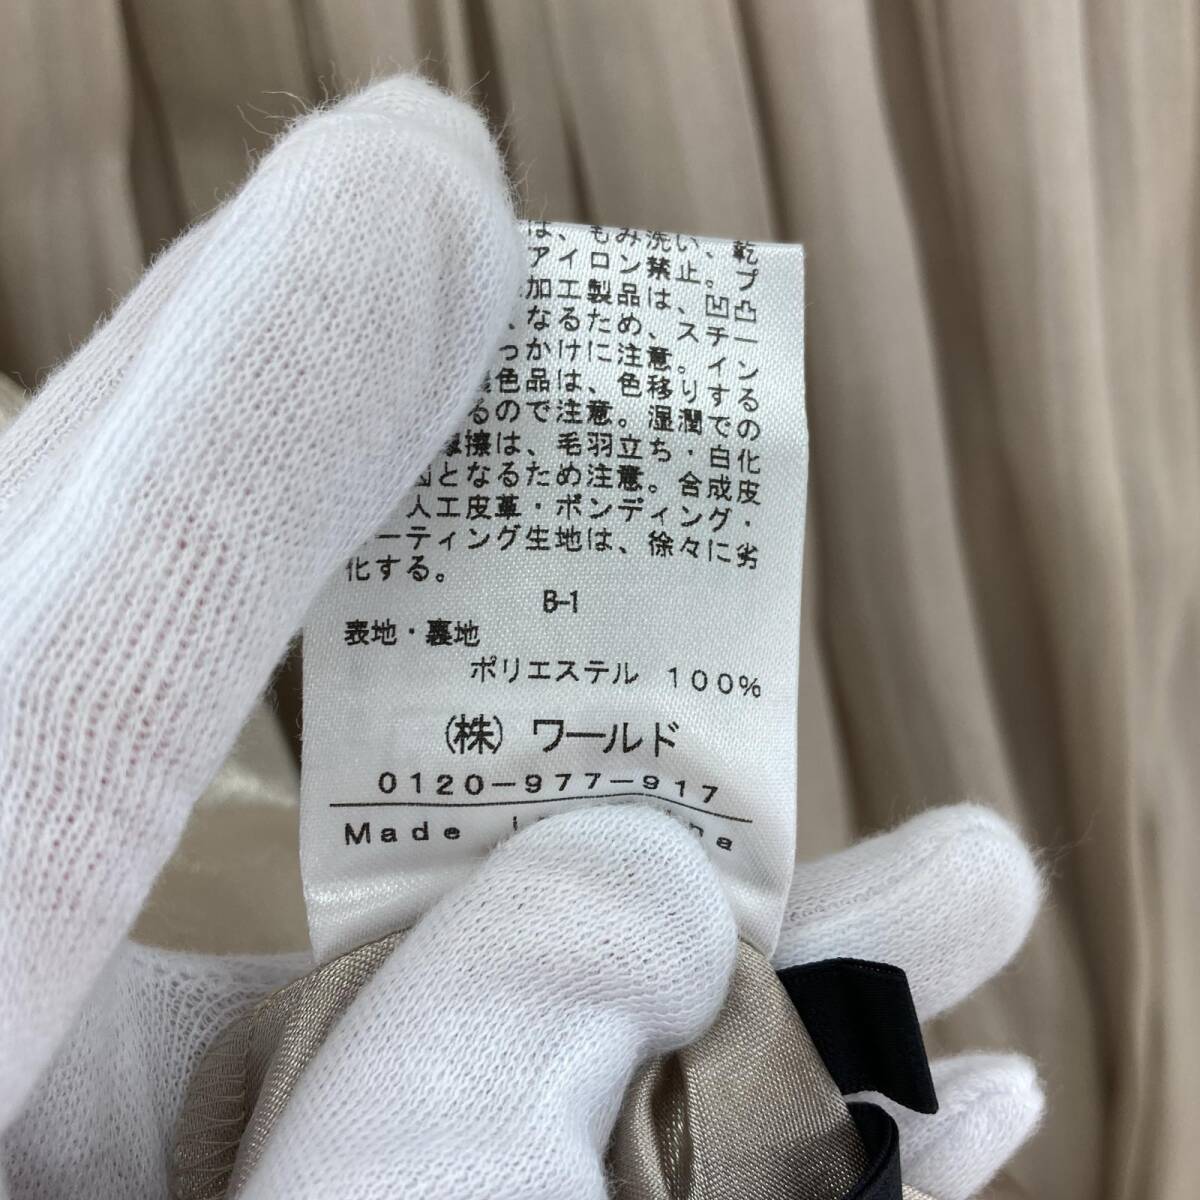 は、もみ洗い、乾
アイロン禁止。プ
加工製品は、凹凸
なるため、スチーン
っかけに注意。イン
色品は、色移りする
るので注意。湿潤での
擦は、毛羽立ち・白化
因となるため注意。合成皮
人工皮革・ボンディング・
ーティング生地は、徐々に劣
化する。
B-1
表地・裏地
ポリエステル 100%
(株)ワールド
0120-977-917
Made